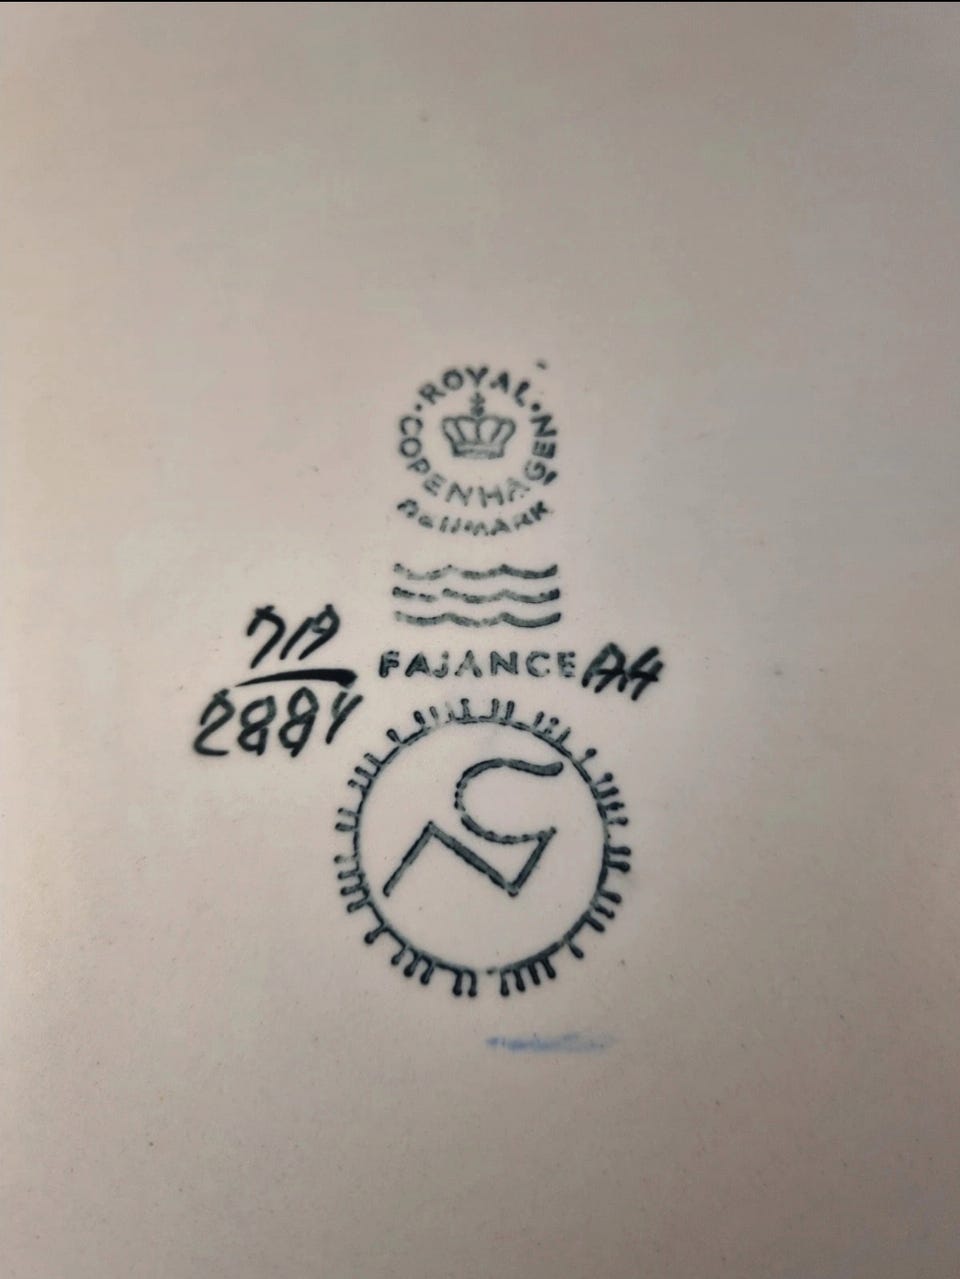 ROYAL
COPENHAGEN
DENMARK
719
FAJANCE
2884